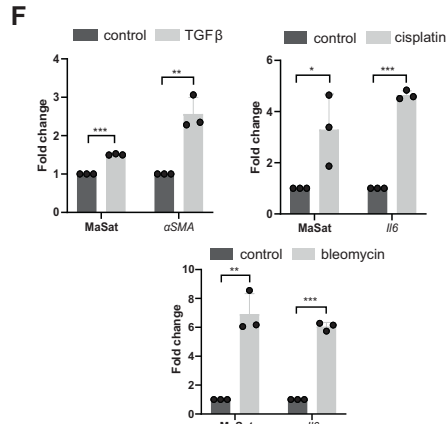 F
control TGFβ
Fold change
4
3
2
1
0
***
**
MaSat αSMA
control cisplatin
Fold change
6
4
2
0
*
***
MaSat Il6
control bleomycin
Fold change
10
8
6
4
2
0
**
***